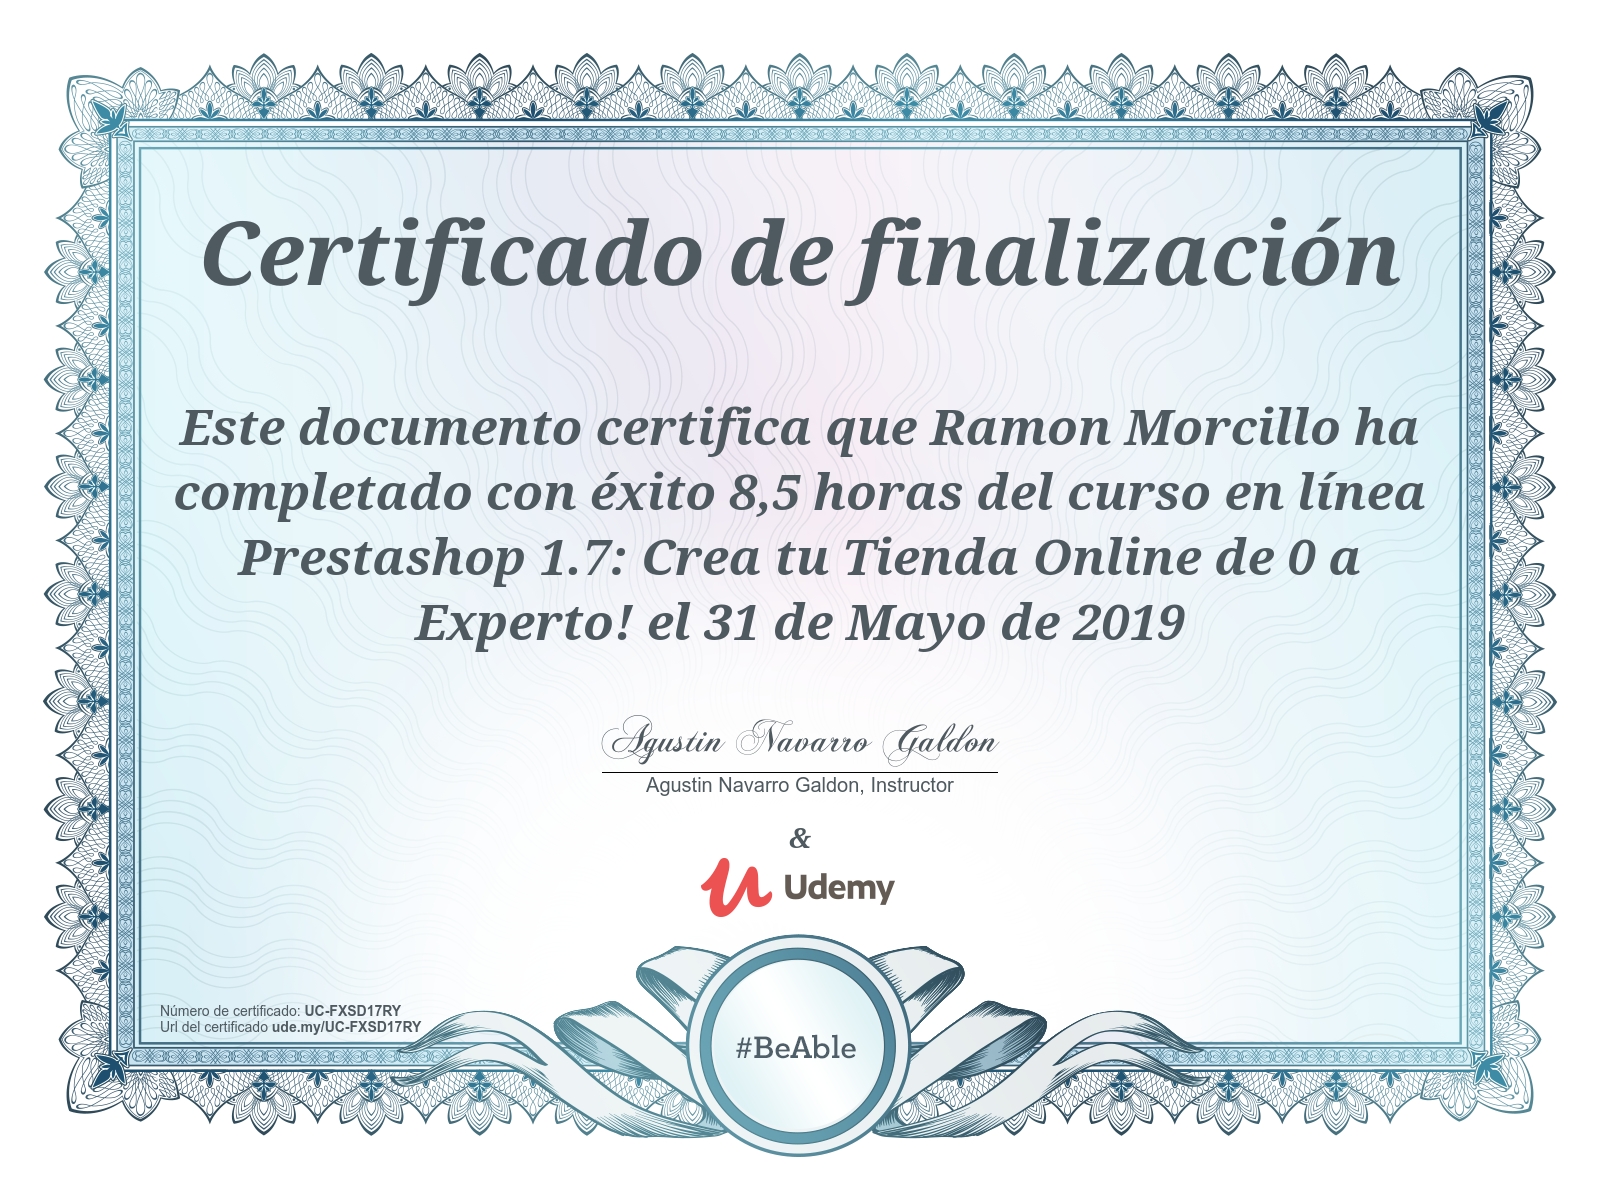 Certificado de finalización
Este documento certifica que Ramon Morcillo ha
completado con éxito 8,5 horas del curso en línea
Prestashop 1.7: Crea tu Tienda Online de 0 a
Experto! el 31 de Mayo de 2019
Agustin Navarro Galdon
Agustin Navarro Galdon, Instructor
&
Udemy
Número de certificado: UC-FXSD17RY
Url del certificado ude.my/UC-FXSD17RY
#BeAble